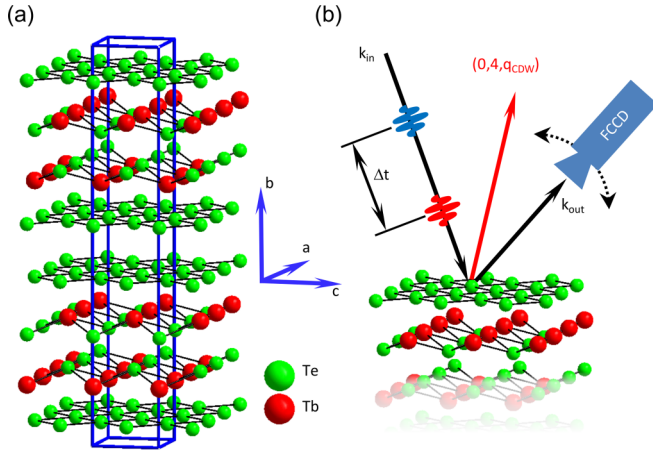 (a)
b
a
c
Te
Tb
(b)
k_in
(0,4,q_CDW)
FCCD
Δt
k_out